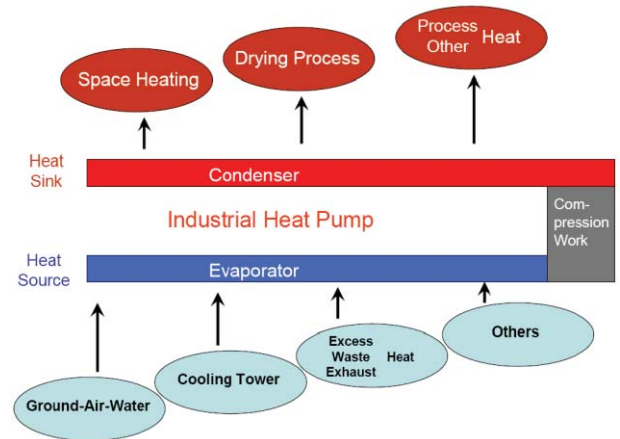 Space Heating
Drying Process
Process
Other Heat
Heat
Sink
Condenser
Industrial Heat Pump
Com-
pression
Work
Heat
Source
Evaporator
Ground-Air-Water
Cooling Tower
Excess
Waste Heat
Exhaust
Others